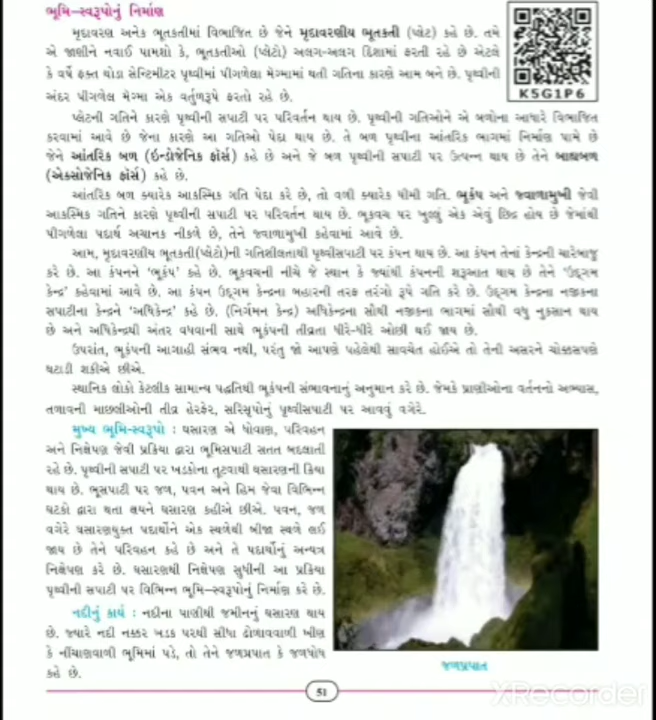 ભૂમિ-સ્વરૂપોનું નિર્માણ
મૃદાવરણ અનેક ભૂતકતીમાં વિભાજિત છે જેને મૃદાવરણીય ભૂતકતી (પ્લેટ) કહે છે. તમે
એ જાણીને નવાઈ પામશો કે, ભૂતકતીઓ (પ્લેટો) અલગ-અલગ દિશામાં ફરતી રહે છે એટલે
કે વર્ષે ફક્ત થોડા સેન્ટિમીટર પૃથ્વીમાં પીગળેલા મેગ્મામાં થતી ગતિના કારણે આમ બને છે. પૃથ્વીની
અંદર પીગળેલ મેગ્મા એક વર્તુળરૂપે ફરતો રહે છે.
K5G1P6
પ્લેટની ગતિને કારણે પૃથ્વીની સપાટી પર પરિવર્તન થાય છે. પૃથ્વીની ગતિઓને એ બળોના આધારે વિભાજિત
કરવામાં આવે છે જેના કારણે આ ગતિઓ પેદા થાય છે. તે બળ પૃથ્વીના આંતરિક ભાગમાં નિર્માણ પામે છે
જેને આંતરિક બળ (ઇન્ડોજેનિક ફૉર્સ) કહે છે અને જે બળ પૃથ્વીની સપાટી પર ઉત્પન્ન થાય છે તેને બાહ્યબળ
(એક્સોજેનિક ફૉર્સ) કહે છે.
આંતરિક બળ ક્યારેક આકસ્મિક ગતિ પેદા કરે છે, તો વળી ક્યારેક ધીમી ગતિ. ભૂકંપ અને જ્વાળામુખી જેવી
આકસ્મિક ગતિને કારણે પૃથ્વીની સપાટી પર પરિવર્તન થાય છે. ભૂકવચ પર ખુલ્લું એક એવું છિદ્ર હોય છે જેમાંથી
પીગળેલા પદાર્થ અચાનક નીકળે છે, તેને જ્વાળામુખી કહેવામાં આવે છે.
આમ, મૃદાવરણીય ભૂતકતી(પ્લેટો)ની ગતિશીલતાથી પૃથ્વીસપાટી પર કંપન થાય છે. આ કંપન તેનાં કેન્દ્રની ચારેબાજુ
કરે છે. આ કંપનને 'ભૂકંપ' કહે છે. ભૂકવચની નીચે જે સ્થાન કે જ્યાંથી કંપનની શરૂઆત થાય છે તેને 'ઉદ્ગમ
કેન્દ્ર' કહેવામાં આવે છે. આ કંપન ઉદ્ગમ કેન્દ્રના બહારની તરફ તરંગો રૂપે ગતિ કરે છે. ઉદ્ગમ કેન્દ્રના નજીકના
સપાટીના કેન્દ્રને 'અધિકેન્દ્ર' કહે છે. (નિર્ગમન કેન્દ્ર) અધિકેન્દ્રના સૌથી નજીકના ભાગમાં સૌથી વધુ નુકસાન થાય
છે અને અધિકેન્દ્રથી અંતર વધવાની સાથે ભૂકંપની તીવ્રતા ધીરે-ધીરે ઓછી થઈ જાય છે.
ઉપરાંત, ભૂકંપની આગાહી સંભવ નથી, પરંતુ જો આપણે પહેલેથી સાવચેત હોઈએ તો તેની અસરને ચોક્કસપણે
ઘટાડી શકીએ છીએ.
સ્થાનિક લોકો કેટલીક સામાન્ય પદ્ધતિથી ભૂકંપની સંભાવનાનું અનુમાન કરે છે. જેમકે પ્રાણીઓના વર્તનનો અભ્યાસ,
તળાવની માછલીઓની તીવ્ર હેરફેર, સરિસૃપોનું પૃથ્વીસપાટી પર આવવું વગેરે.
મુખ્ય ભૂમિ-સ્વરૂપો : ઘસારણ એ ધોવાણ, પરિવહન
અને નિક્ષેપણ જેવી પ્રક્રિયા દ્વારા ભૂમિસપાટી સતત બદલાતી
રહે છે. પૃથ્વીની સપાટી પર ખડકોના તૂટવાથી ઘસારણની ક્રિયા
થાય છે. ભૂસપાટી પર જળ, પવન અને હિમ જેવા વિભિન્ન
ઘટકો દ્વારા થતા ક્ષયને ઘસારણ કહીએ છીએ. પવન, જળ
વગેરે ઘસારણયુક્ત પદાર્થોને એક સ્થળેથી બીજા સ્થળે લઈ
જાય છે તેને પરિવહન કહે છે અને તે પદાર્થોનું અન્યત્ર
નિક્ષેપણ કરે છે. ઘસારણથી નિક્ષેપણ સુધીની આ પ્રક્રિયા
પૃથ્વીની સપાટી પર વિભિન્ન ભૂમિ-સ્વરૂપોનું નિર્માણ કરે છે.
નદીનું કાર્ય : નદીના પાણીથી જમીનનું ઘસારણ થાય
છે. જ્યારે નદી નક્કર ખડક પરથી સીધા ઢોળાવવાળી ખીણ
કે નીચાણવાળી ભૂમિમાં પડે, તો તેને જળપ્રપાત કે જળધોધ
કહે છે.
જળપ્રપાત
51
XRecorder